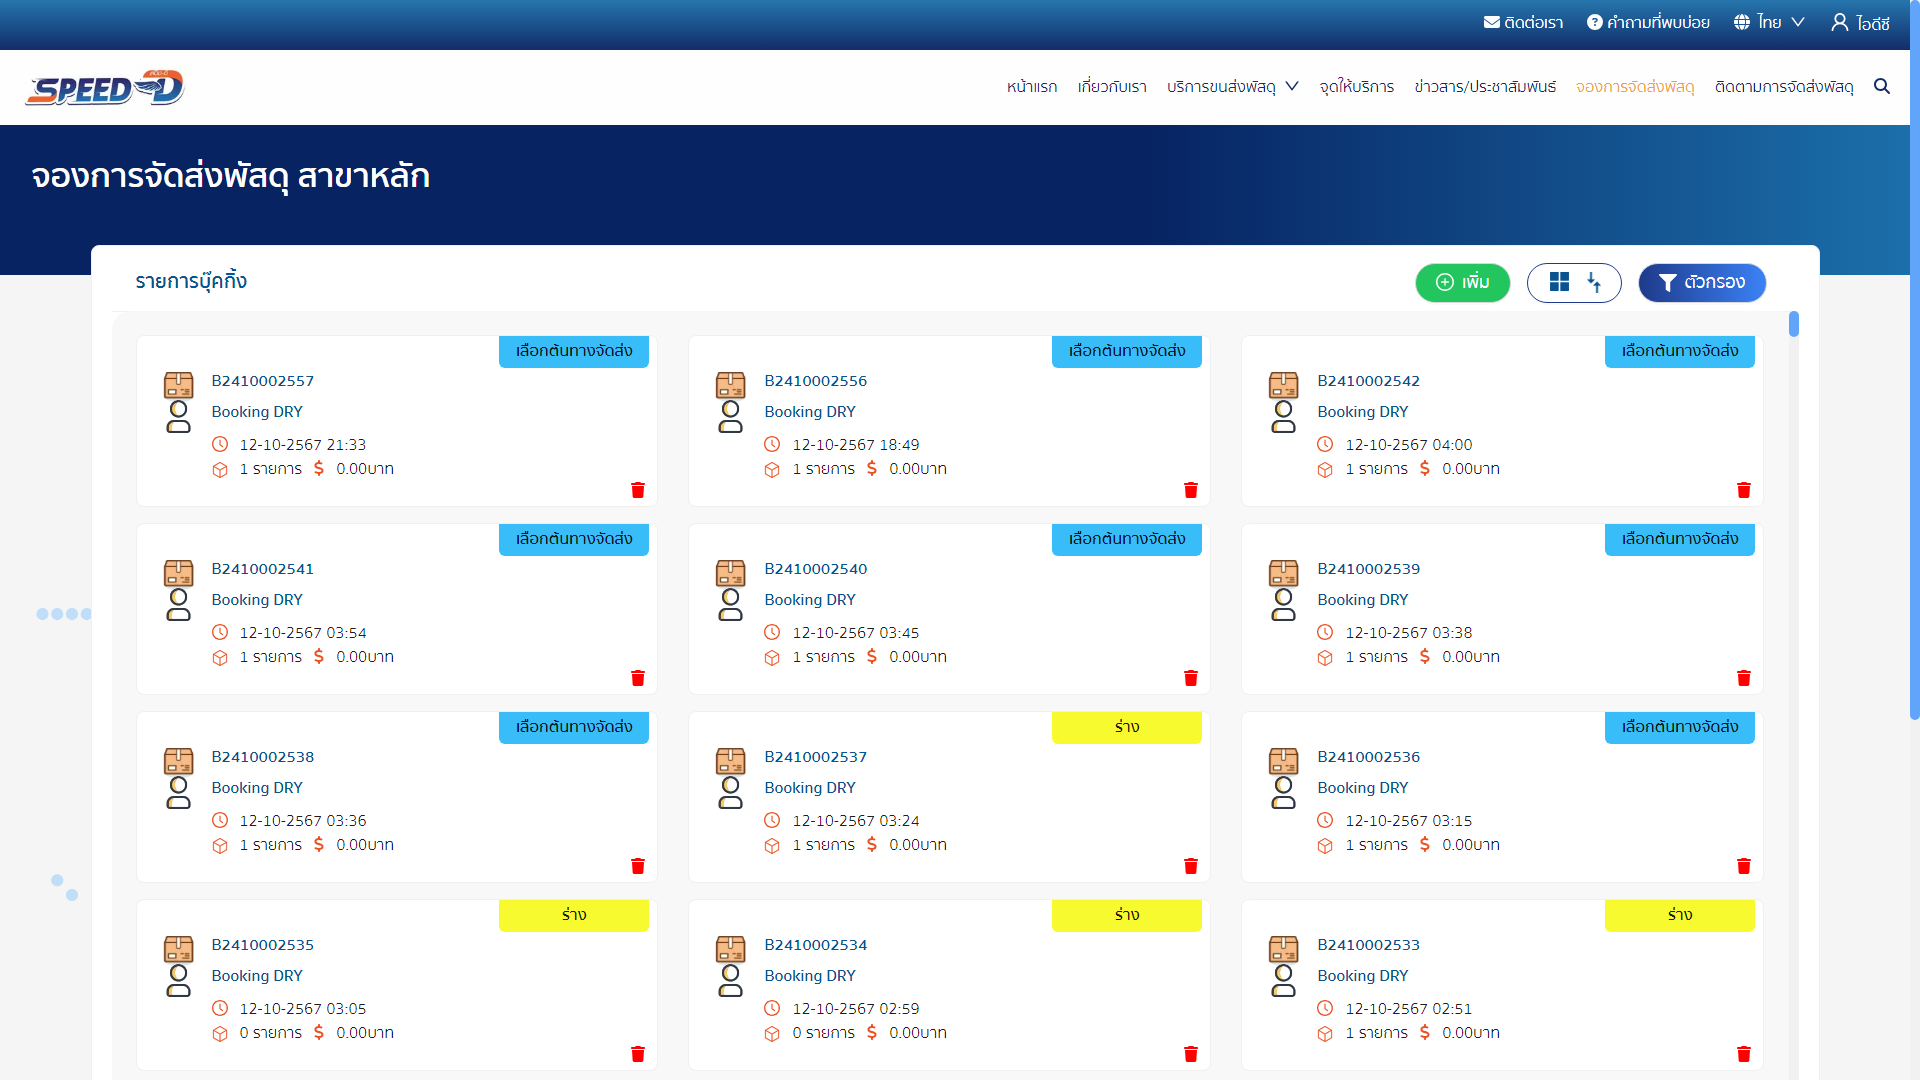 ติดต่อเรา คำถามที่พบบ่อย ไทย ไอดีซี
SPEED-D
หน้าแรก เกี่ยวกับเรา บริการขนส่งพัสดุ จุดให้บริการ ข่าวสาร/ประชาสัมพันธ์ จองการจัดส่งพัสดุ ติดตามการจัดส่งพัสดุ
จองการจัดส่งพัสดุ สาขาหลัก
รายการบุ๊คกิ้ง เพิ่ม ตัวกรอง
เลือกต้นทางจัดส่ง เลือกต้นทางจัดส่ง เลือกต้นทางจัดส่ง
B2410002557 B2410002556 B2410002542
Booking DRY Booking DRY Booking DRY
12-10-2567 21:33 12-10-2567 18:49 12-10-2567 04:00
1 รายการ 0.00บาท 1 รายการ 0.00บาท 1 รายการ 0.00บาท
เลือกต้นทางจัดส่ง เลือกต้นทางจัดส่ง เลือกต้นทางจัดส่ง
B2410002541 B2410002540 B2410002539
Booking DRY Booking DRY Booking DRY
12-10-2567 03:54 12-10-2567 03:45 12-10-2567 03:38
1 รายการ 0.00บาท 1 รายการ 0.00บาท 1 รายการ 0.00บาท
เลือกต้นทางจัดส่ง ร่าง เลือกต้นทางจัดส่ง
B2410002538 B2410002537 B2410002536
Booking DRY Booking DRY Booking DRY
12-10-2567 03:36 12-10-2567 03:24 12-10-2567 03:15
1 รายการ 0.00บาท 1 รายการ 0.00บาท 1 รายการ 0.00บาท
ร่าง ร่าง ร่าง
B2410002535 B2410002534 B2410002533
Booking DRY Booking DRY Booking DRY
12-10-2567 03:05 12-10-2567 02:59 12-10-2567 02:51
0 รายการ 0.00บาท 0 รายการ 0.00บาท 1 รายการ 0.00บาท